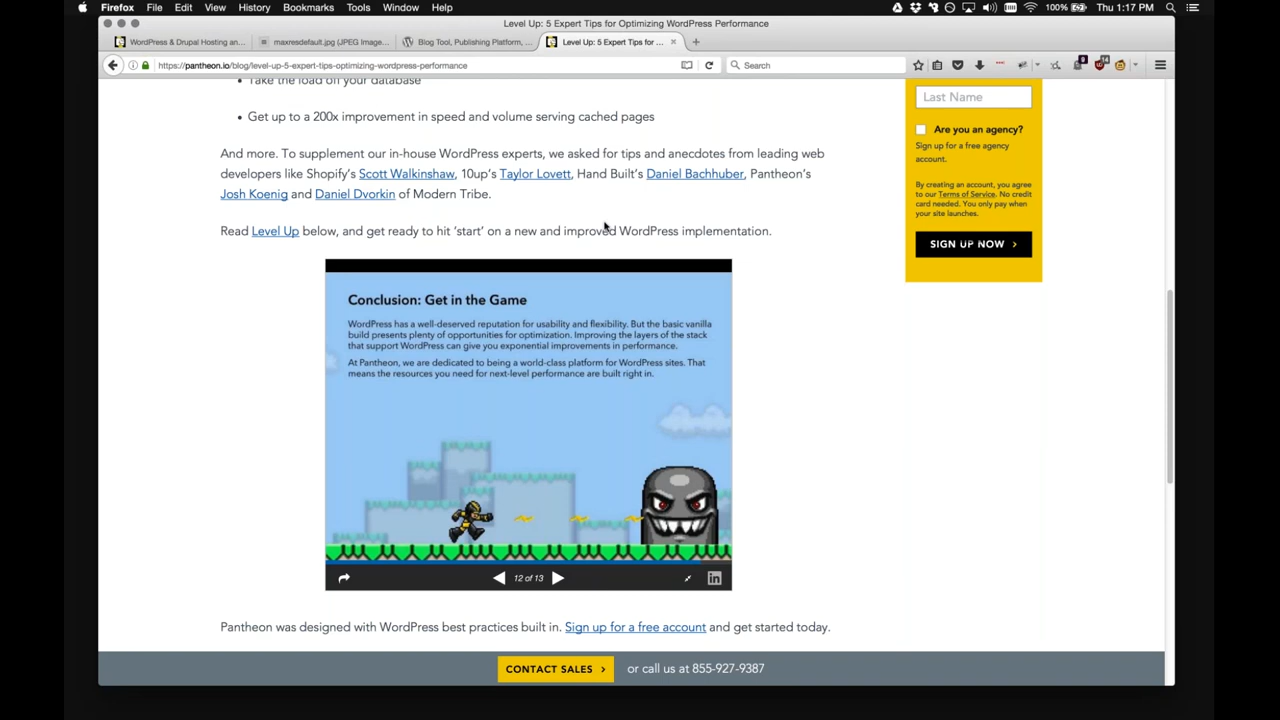 Firefox File Edit View History Bookmarks Tools Window Help 100% Thu 1:17 PM
Level Up: 5 Expert Tips for Optimizing WordPress Performance
WordPress & Drupal Hosting an... maxresdefault.jpg (JPEG Image... Blog Tool, Publishing Platform, ... Level Up: 5 Expert Tips for ...
https://pantheon.io/blog/level-up-5-expert-tips-optimizing-wordpress-performance Search
• Take the load off your database
• Get up to a 200x improvement in speed and volume serving cached pages
And more. To supplement our in-house WordPress experts, we asked for tips and anecdotes from leading web
developers like Shopify's Scott Walkinshaw, 10up's Taylor Lovett, Hand Built's Daniel Bachhuber, Pantheon's
Josh Koenig and Daniel Dvorkin of Modern Tribe.
Read Level Up below, and get ready to hit 'start' on a new and improved WordPress implementation.
Conclusion: Get in the Game
WordPress has a well-deserved reputation for usability and flexibility. But the basic vanilla
build presents plenty of opportunities for optimization. Improving the layers of the stack
that support WordPress can give you exponential improvements in performance.
At Pantheon, we are dedicated to being a world-class platform for WordPress sites. That
means the resources you need for next-level performance are built right in.
12 of 13
in
Pantheon was designed with WordPress best practices built in. Sign up for a free account and get started today.
Last Name
Are you an agency?
Sign up for a free agency
account.
By creating an account, you agree
to our Terms of Service. No credit
card needed. You only pay when
your site launches.
SIGN UP NOW >
CONTACT SALES > or call us at 855-927-9387